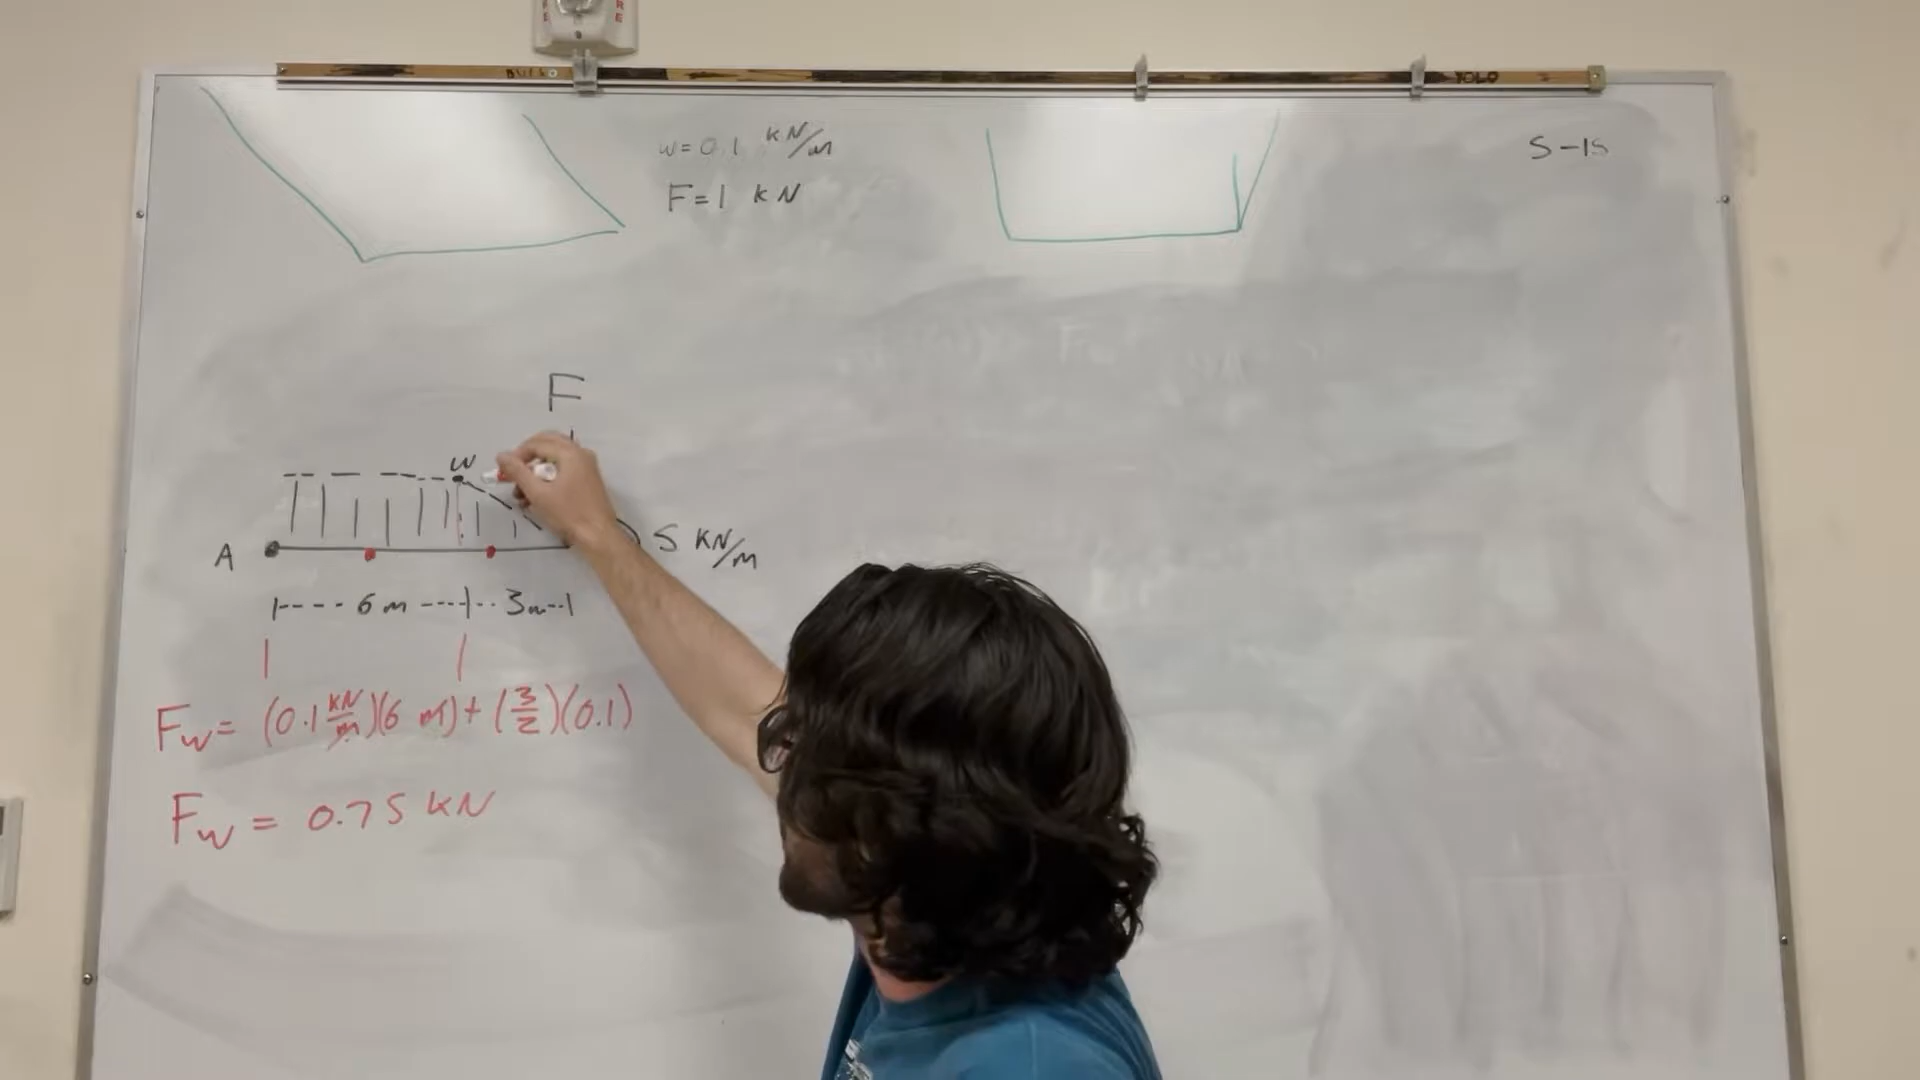 w=0.1 kN/m
F=1 kN
S-15
F
w
A
5 KN/m
6 m
3m
Fw= (0.1 kN/m)(6 m)+(3/2)(0.1)
Fw = 0.75 kN
YOLO